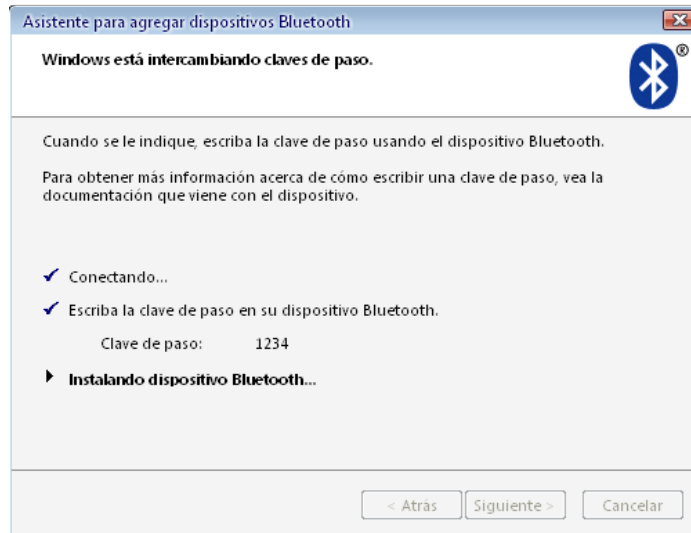 Asistente para agregar dispositivos Bluetooth
Windows está intercambiando claves de paso.
®
Cuando se le indique, escriba la clave de paso usando el dispositivo Bluetooth.
Para obtener más información acerca de cómo escribir una clave de paso, vea la
documentación que viene con el dispositivo.
Conectando...
Escriba la clave de paso en su dispositivo Bluetooth.
Clave de paso: 1234
Instalando dispositivo Bluetooth...
< Atrás Siguiente > Cancelar